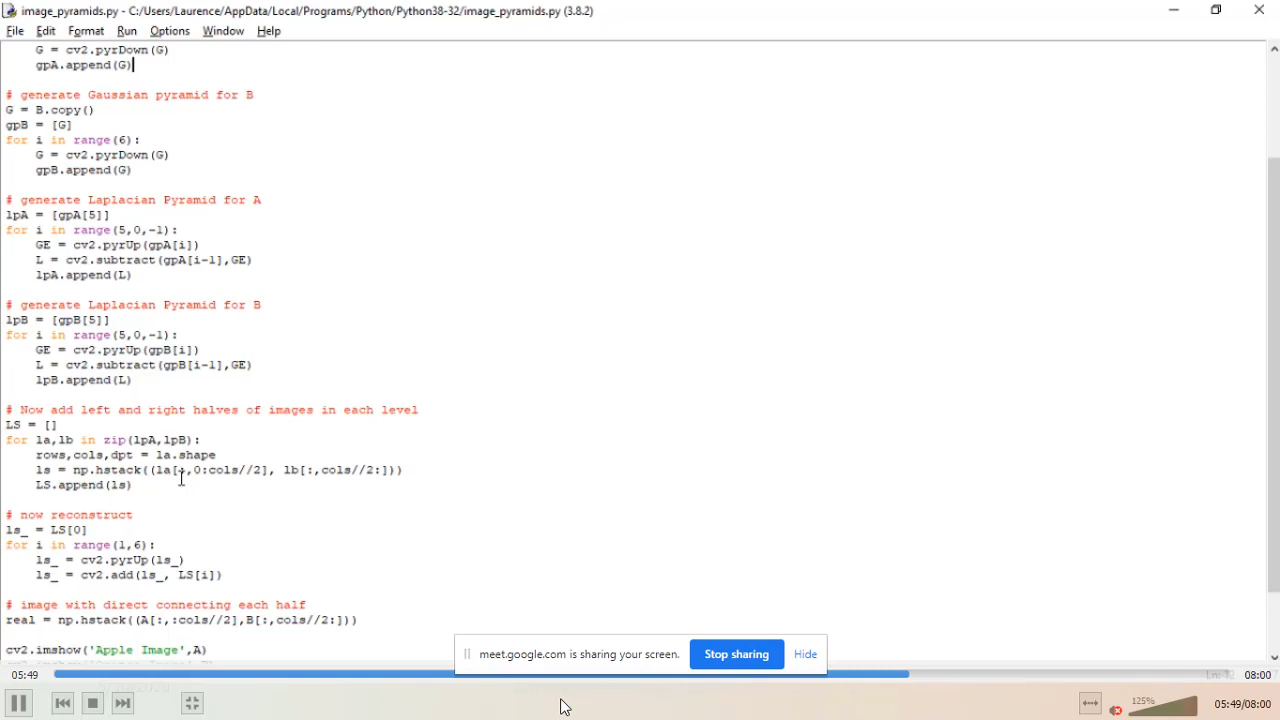 image_pyramids.py - C:/Users/Laurence/AppData/Local/Programs/Python/Python38-32/image_pyramids.py (3.8.2)
File Edit Format Run Options Window Help
    G = cv2.pyrDown(G)
    gpA.append(G)
# generate Gaussian pyramid for B
G = B.copy()
gpB = [G]
for i in range(6):
    G = cv2.pyrDown(G)
    gpB.append(G)
# generate Laplacian Pyramid for A
lpA = [gpA[5]]
for i in range(5,0,-1):
    GE = cv2.pyrUp(gpA[i])
    L = cv2.subtract(gpA[i-1],GE)
    lpA.append(L)
# generate Laplacian Pyramid for B
lpB = [gpB[5]]
for i in range(5,0,-1):
    GE = cv2.pyrUp(gpB[i])
    L = cv2.subtract(gpB[i-1],GE)
    lpB.append(L)
# Now add left and right halves of images in each level
LS = []
for la,lb in zip(lpA,lpB):
    rows,cols,dpt = la.shape
    ls = np.hstack((la[:,0:cols//2], lb[:,cols//2:]))
    LS.append(ls)
# now reconstruct
ls_ = LS[0]
for i in range(1,6):
    ls_ = cv2.pyrUp(ls_)
    ls_ = cv2.add(ls_, LS[i])
# image with direct connecting each half
real = np.hstack((A[:,:cols//2],B[:,cols//2:]))
cv2.imshow('Apple Image',A)
meet.google.com is sharing your screen. Stop sharing Hide
05:49 08:00
125%
05:49/08:00